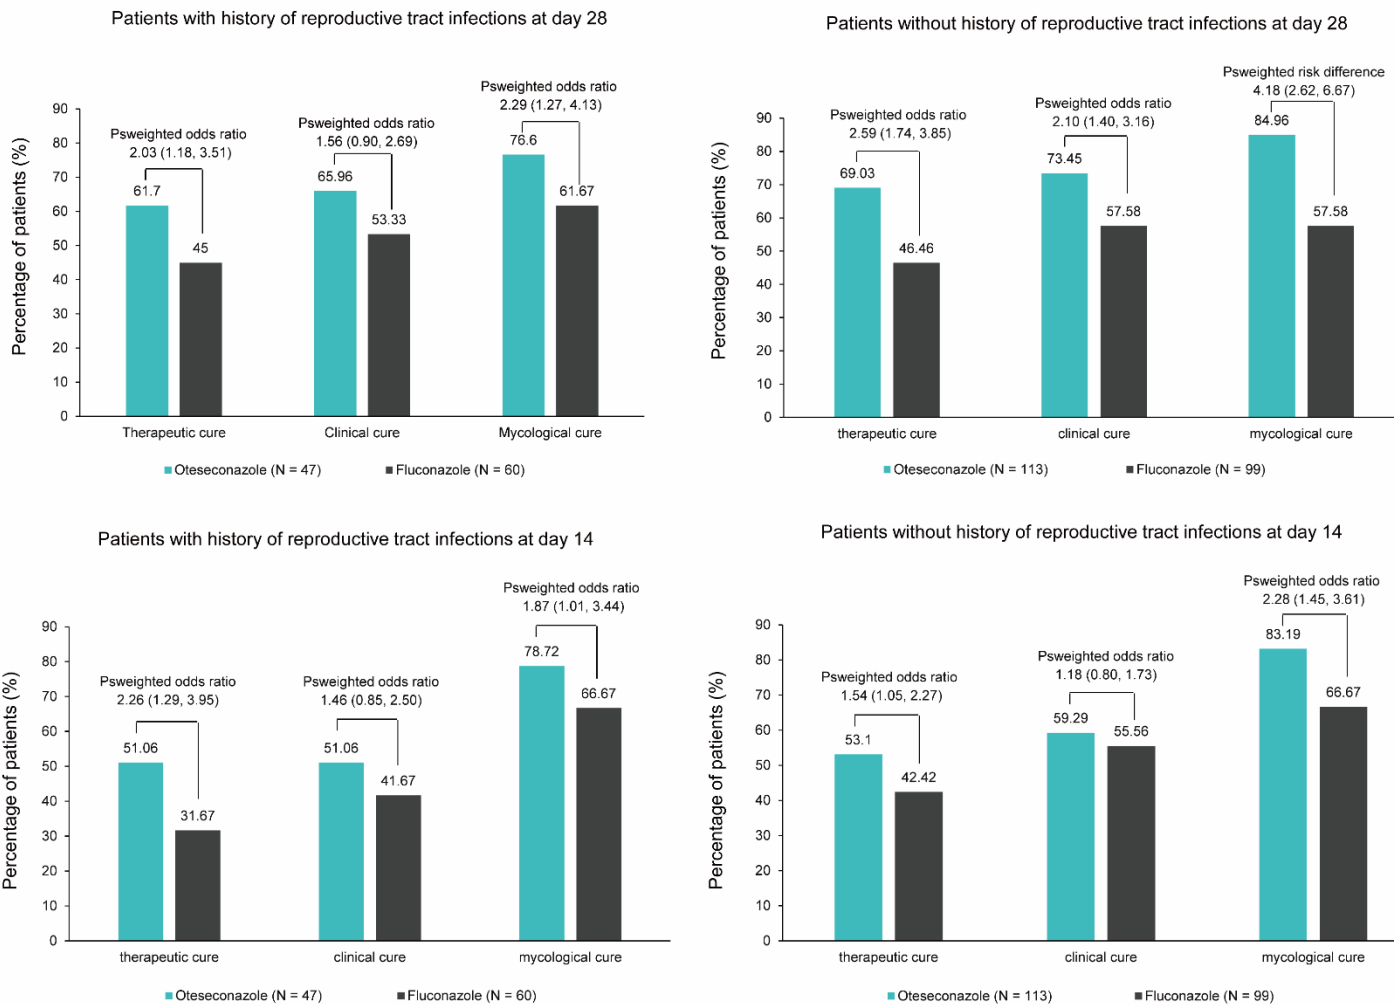 Patients with history of reproductive tract infections at day 28
Psweighted odds ratio
2.29 (1.27, 4.13)
Psweighted odds ratio
1.56 (0.90, 2.69)
Psweighted odds ratio
2.03 (1.18, 3.51)
Percentage of patients (%)
90
80
70
60
50
40
30
20
10
0
61.7
45
65.96
53.33
76.6
61.67
Therapeutic cure
Clinical cure
Mycological cure
Oteseconazole (N = 47)
Fluconazole (N = 60)
Patients without history of reproductive tract infections at day 28
Psweighted risk difference
4.18 (2.62, 6.67)
Psweighted odds ratio
2.10 (1.40, 3.16)
Psweighted odds ratio
2.59 (1.74, 3.85)
Percentage of patients (%)
90
80
70
60
50
40
30
20
10
0
69.03
46.46
73.45
57.58
84.96
57.58
therapeutic cure
clinical cure
mycological cure
Oteseconazole (N = 113)
Fluconazole (N = 99)
Patients with history of reproductive tract infections at day 14
Psweighted odds ratio
1.87 (1.01, 3.44)
Psweighted odds ratio
2.26 (1.29, 3.95)
Psweighted odds ratio
1.46 (0.85, 2.50)
Percentage of patients (%)
90
80
70
60
50
40
30
20
10
0
51.06
31.67
51.06
41.67
78.72
66.67
therapeutic cure
clinical cure
mycological cure
Oteseconazole (N = 47)
Fluconazole (N = 60)
Patients without history of reproductive tract infections at day 14
Psweighted odds ratio
2.28 (1.45, 3.61)
Psweighted odds ratio
1.18 (0.80, 1.73)
Psweighted odds ratio
1.54 (1.05, 2.27)
Percentage of patients (%)
90
80
70
60
50
40
30
20
10
0
53.1
42.42
59.29
55.56
83.19
66.67
therapeutic cure
clinical cure
mycological cure
Oteseconazole (N = 113)
Fluconazole (N = 99)